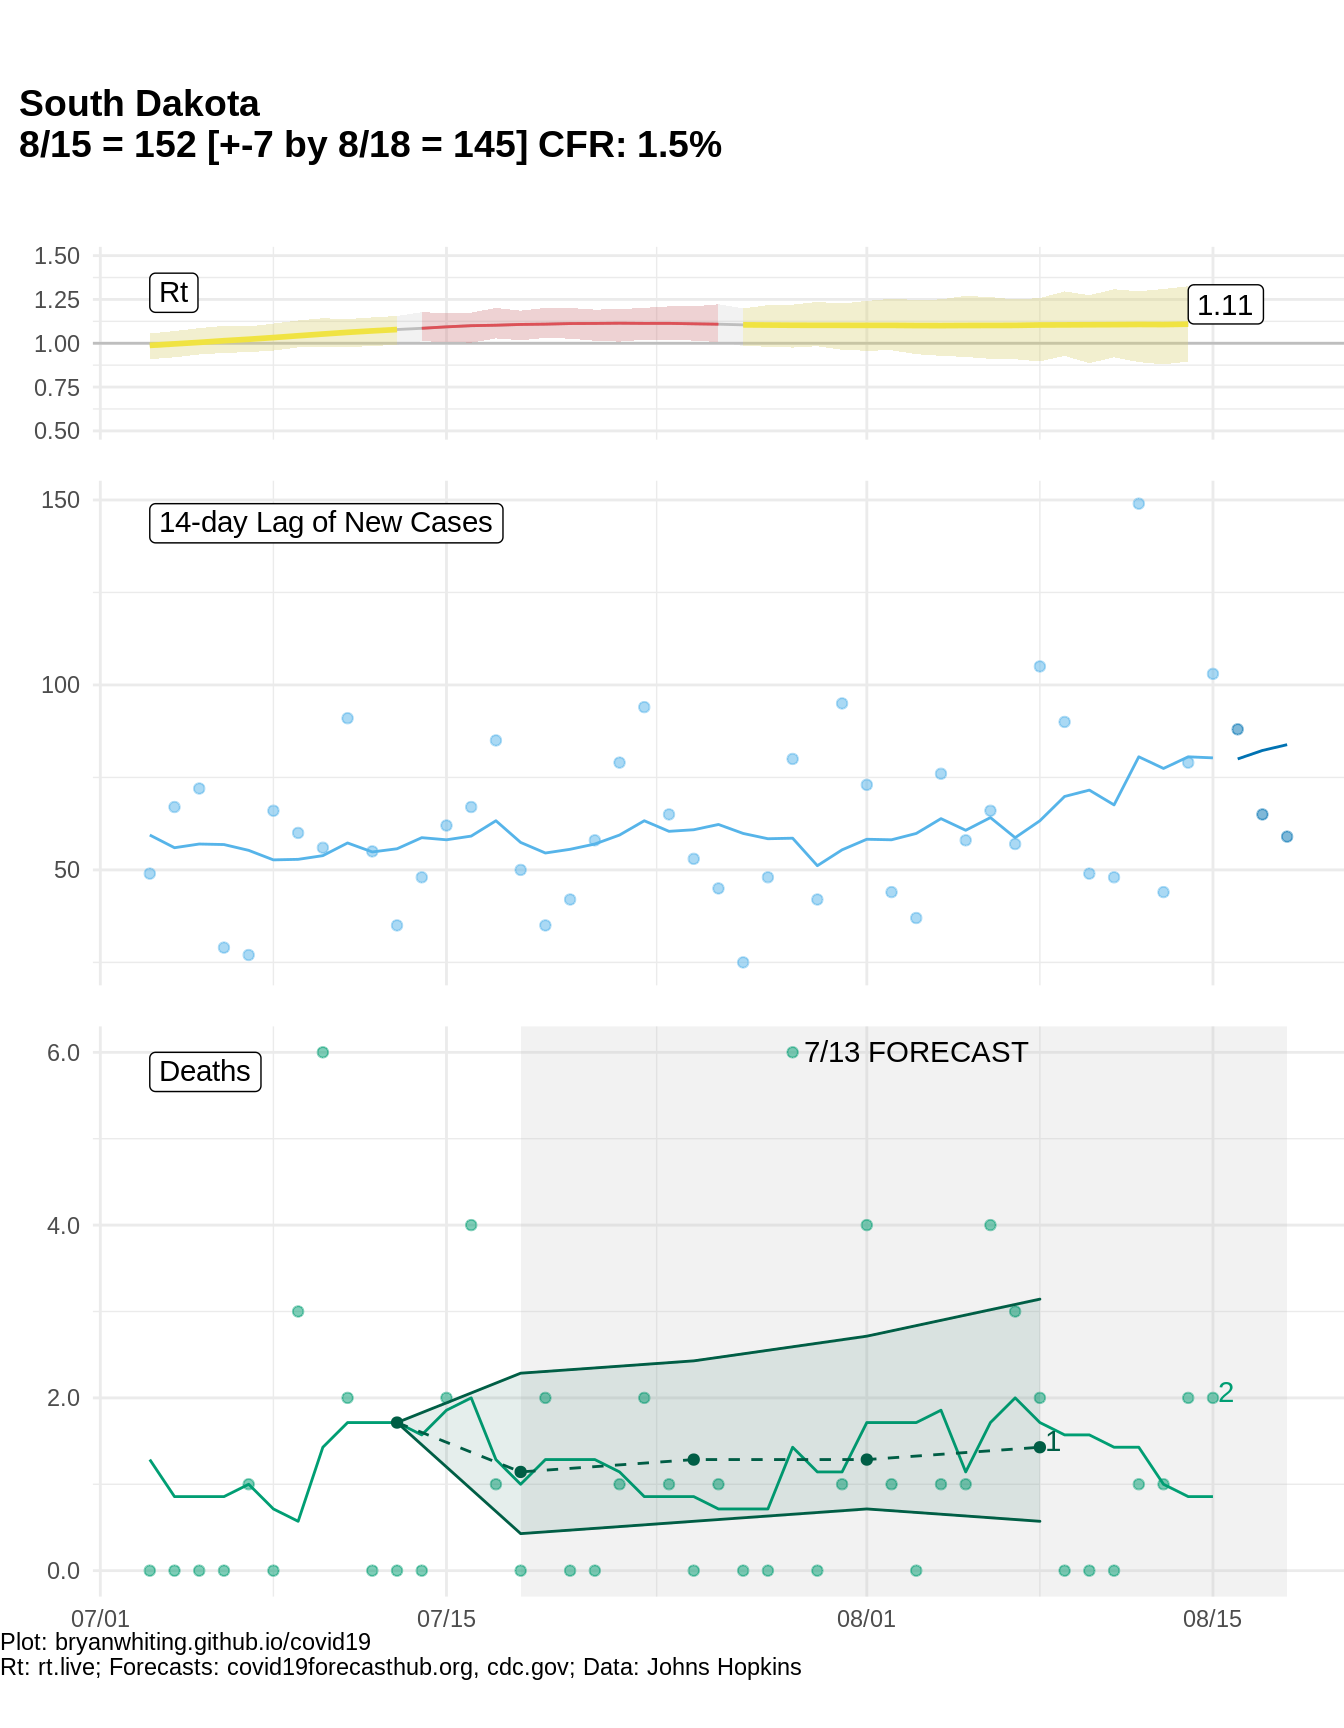 South Dakota
8/15 = 152 [+-7 by 8/18 = 145] CFR: 1.5%
1.50
1.25
1.00
0.75
0.50
Rt
1.11
150
100
50
14-day Lag of New Cases
6.0
4.0
2.0
0.0
Deaths
7/13 FORECAST
2
1
07/01
07/15
08/01
08/15
Plot: bryanwhiting.github.io/covid19
Rt: rt.live; Forecasts: covid19forecasthub.org, cdc.gov; Data: Johns Hopkins